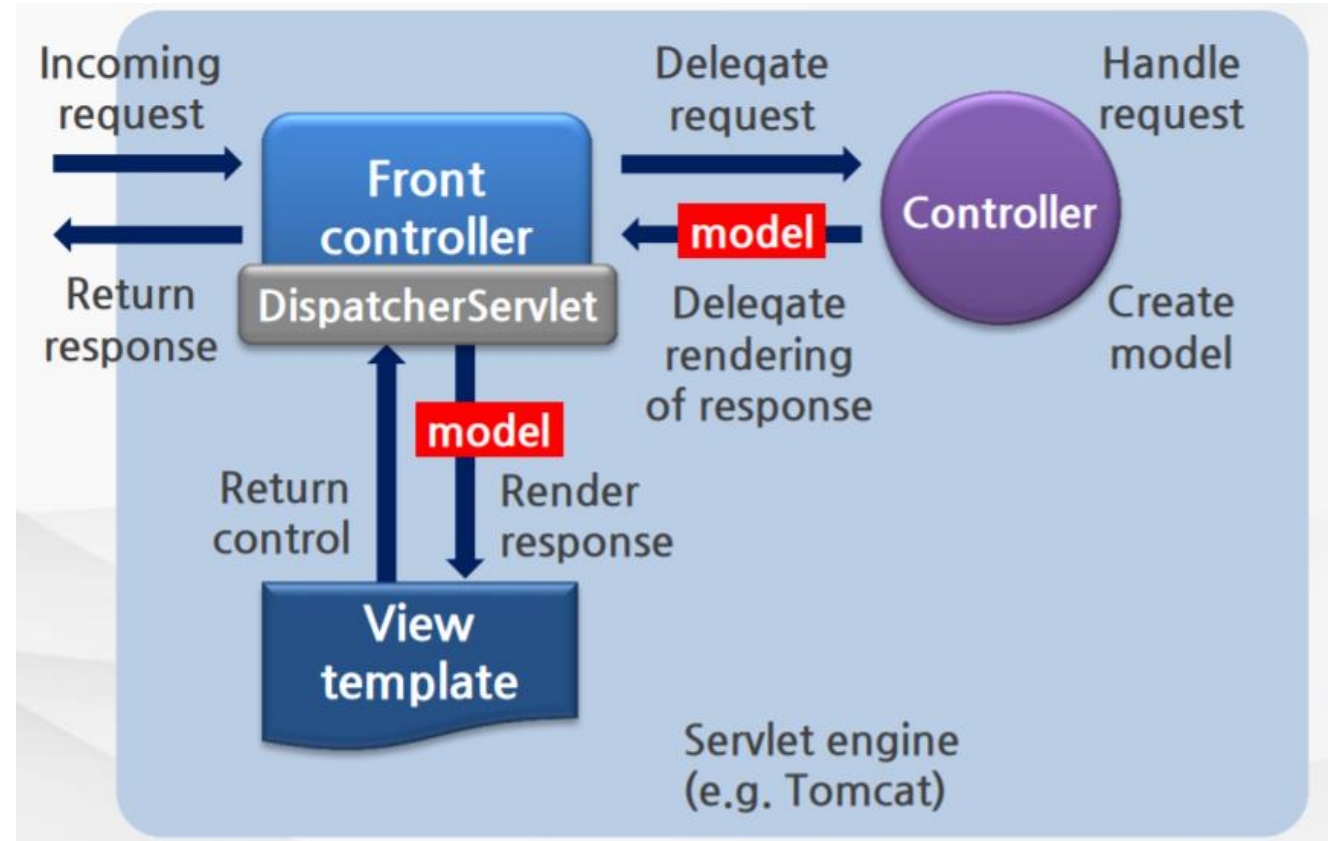 Incoming
request
Return
response
Front
controller
DispatcherServlet
Deleqate
request
model
Deleqate
rendering
of response
Controller
Handle
request
Create
model
model
Return
control
Render
response
View
template
Servlet engine
(e.g. Tomcat)